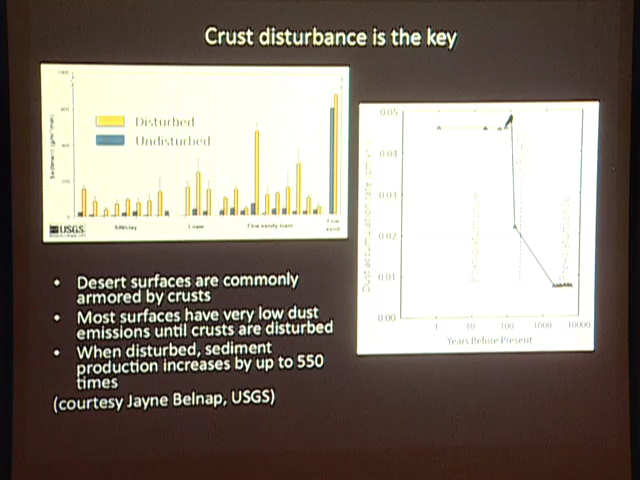 Crust disturbance is the key
Disturbed
Undisturbed
USGS
Loam
Fine sandy loam
Fine
sand
0.05
0.04
0.03
0.02
0.01
0.00
1
10
100
1000
10000
Years Before Present
• Desert surfaces are commonly
armored by crusts
• Most surfaces have very low dust
emissions until crusts are disturbed
• When disturbed, sediment
production increases by up to 550
times
(courtesy Jayne Belnap, USGS)